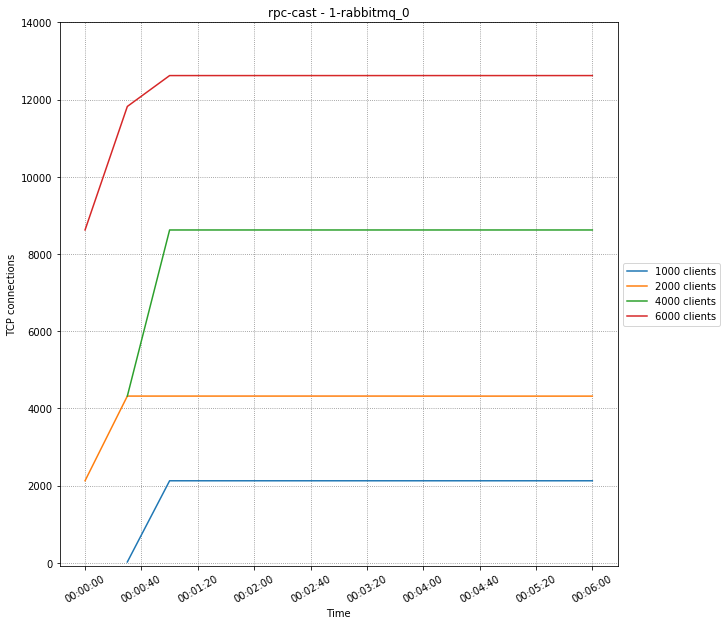 rpc-cast - 1-rabbitmq_0
14000
12000
10000
8000
6000
4000
2000
0
TCP connections
00:00:00
00:00:40
00:01:20
00:02:00
00:02:40
00:03:20
00:04:00
00:04:40
00:05:20
00:06:00
Time
1000 clients
2000 clients
4000 clients
6000 clients